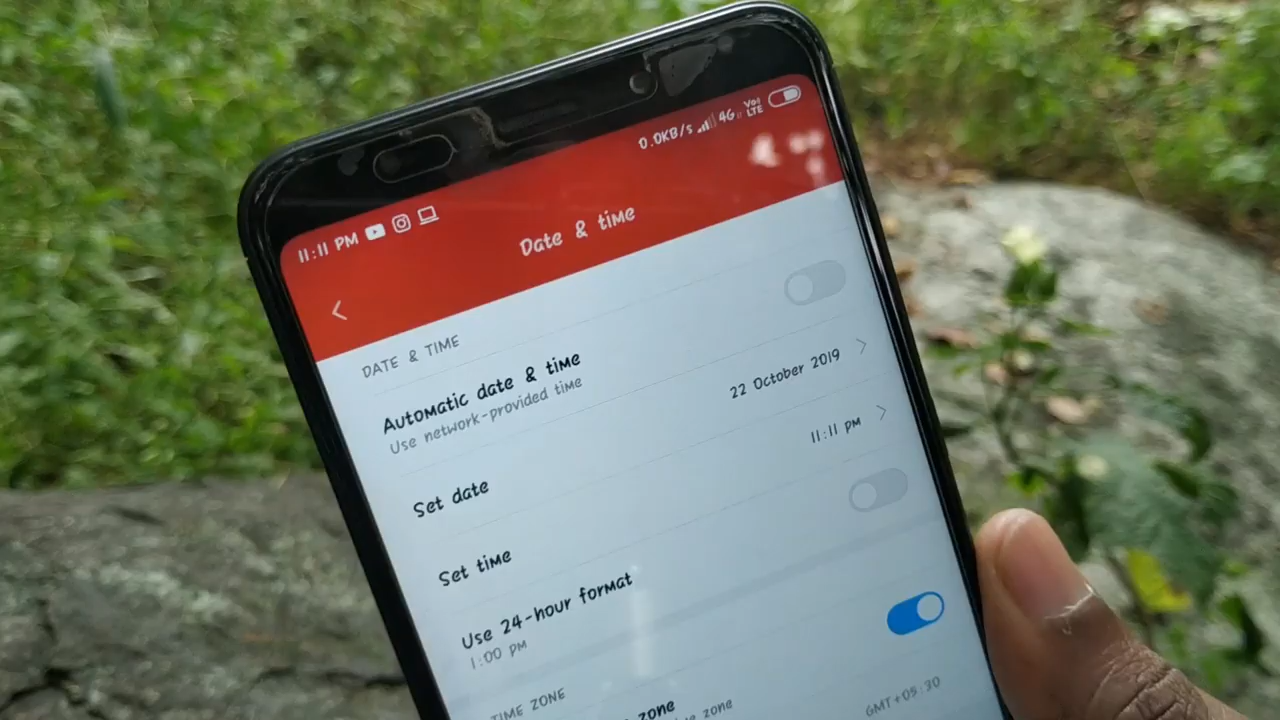 11:11 PM
0.0KB/s 4G Vo) LTE
Date & time
DATE & TIME
Automatic date & time
Use network-provided time
Set date
22 October 2019
Set time
11:11 PM
Use 24-hour format
1:00 PM
TIME ZONE
zone
zone
GMT+05:30